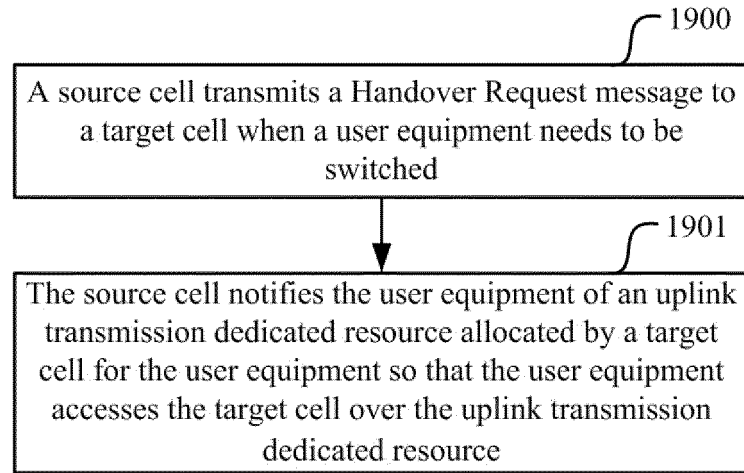 1900
A source cell transmits a Handover Request message to
a target cell when a user equipment needs to be
switched
1901
The source cell notifies the user equipment of an uplink
transmission dedicated resource allocated by a target
cell for the user equipment so that the user equipment
accesses the target cell over the uplink transmission
dedicated resource